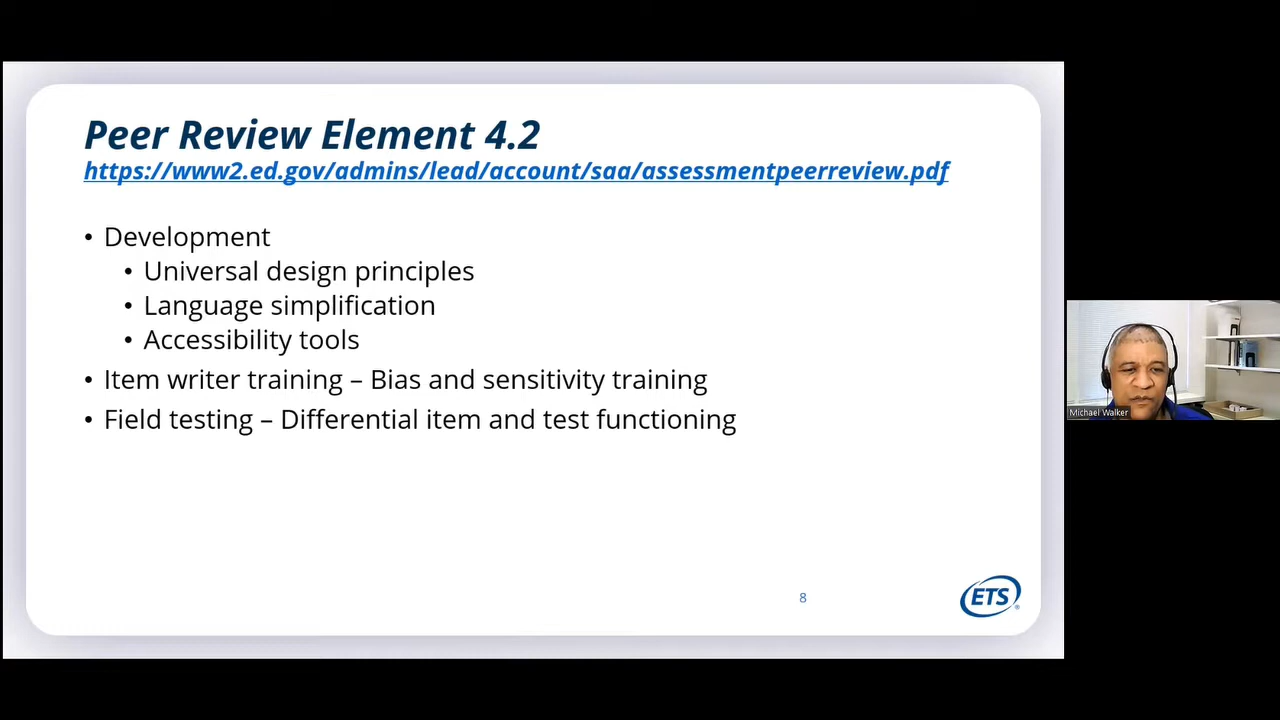 Peer Review Element 4.2
https://www2.ed.gov/admins/lead/account/saa/assessmentpeerreview.pdf
• Development
• Universal design principles
• Language simplification
• Accessibility tools
• Item writer training – Bias and sensitivity training
• Field testing – Differential item and test functioning
8
ETS®
Michael Walker